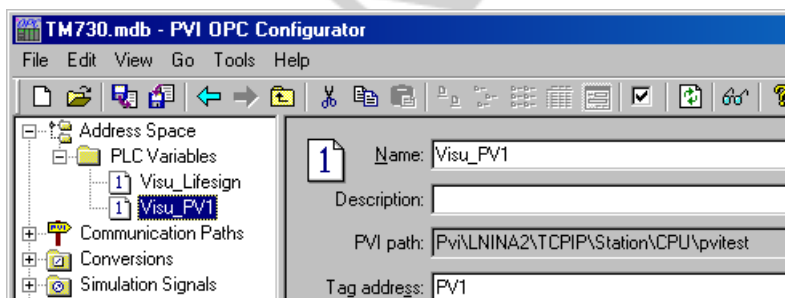 TM730.mdb - PVI OPC Configurator
File Edit View Go Tools Help
Address Space
PLC Variables
Visu_Lifesign
Visu_PV1
Communication Paths
Conversions
Simulation Signals
1 Name: Visu_PV1
Description:
PVI path: Pvi\LNINA2\TCPIP\Station\CPU\pvitest
Tag address: PV1